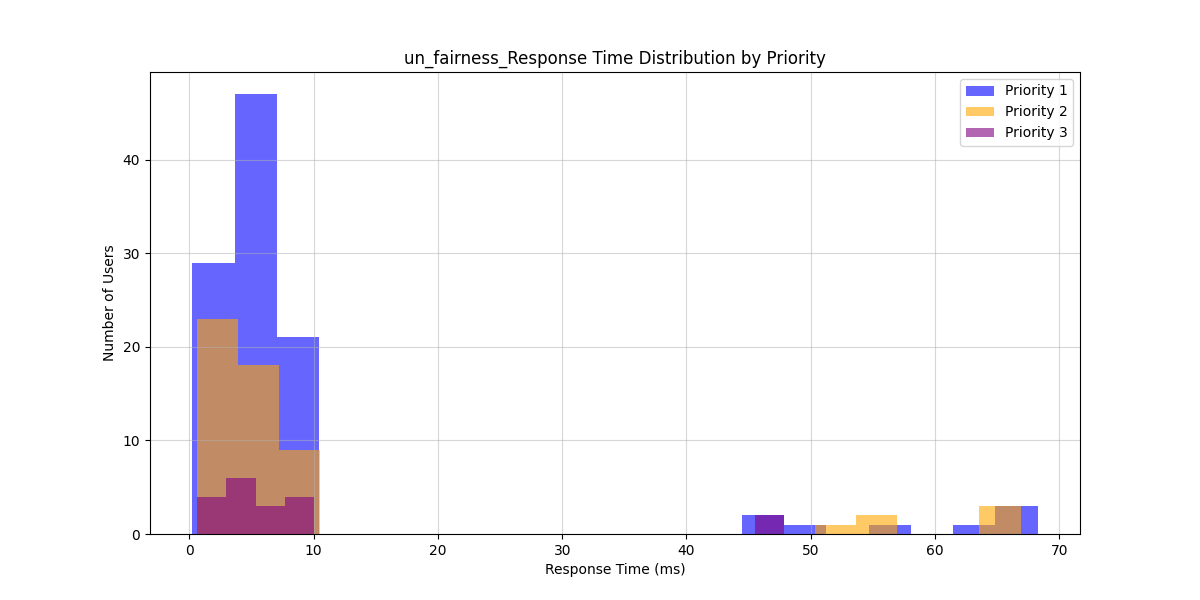 un_fairness_Response Time Distribution by Priority
Priority 1
Priority 2
Priority 3
Number of Users
40
30
20
10
0
0 10 20 30 40 50 60 70
Response Time (ms)